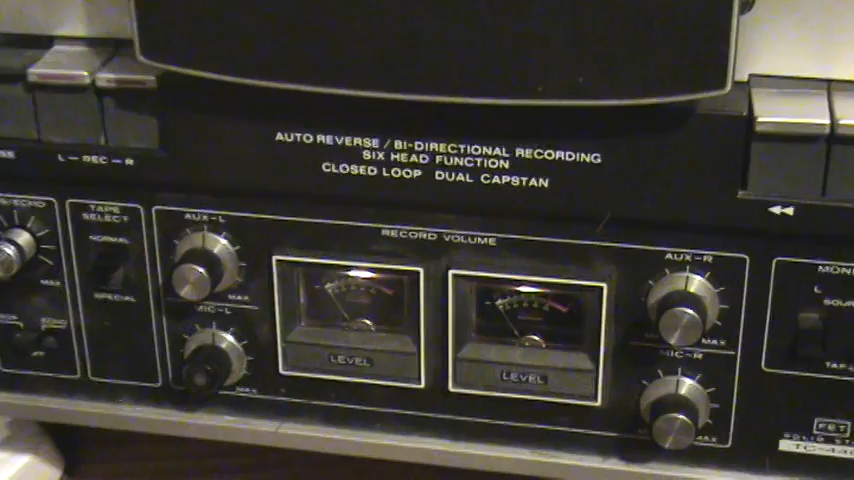 AUTO REVERSE / BI-DIRECTIONAL RECORDING
SIX HEAD FUNCTION
CLOSED LOOP DUAL CAPSTAN
L - REC - R
TAPE
SELECT
NORMAL
SPECIAL
MAX
AUX-L
MAX
MIC-L
MAX
RECORD VOLUME
LEVEL
LEVEL
AUX-R
MIC-R
MAX
L
FET